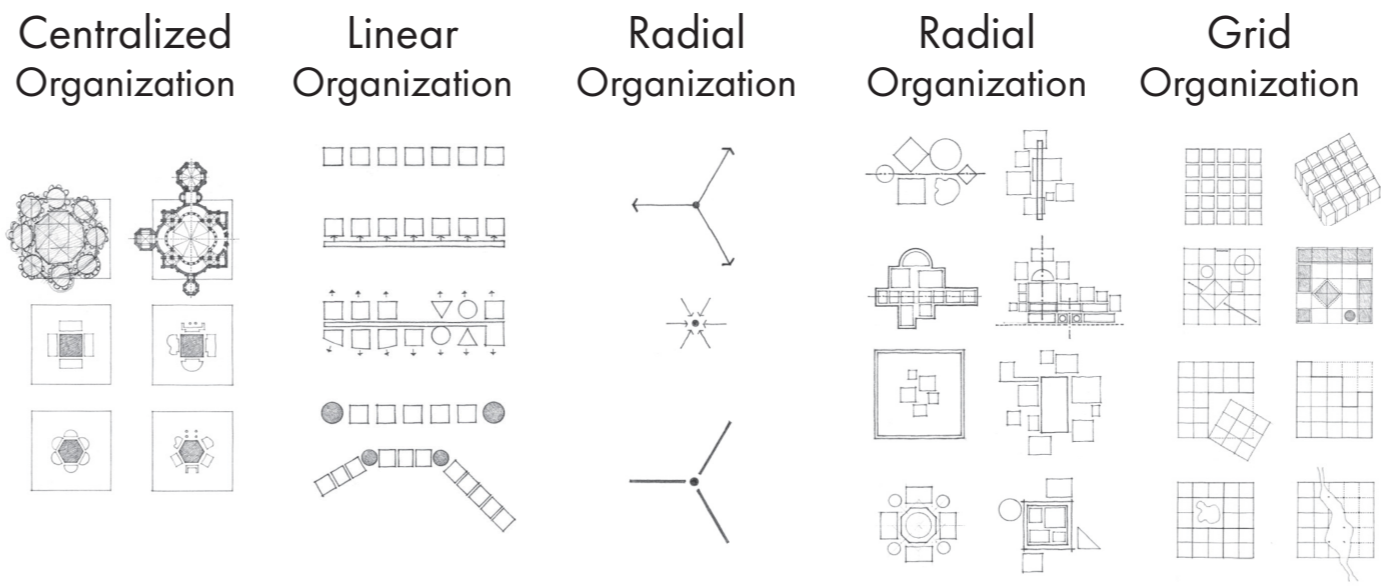 Centralized
Organization
Linear
Organization
Radial
Organization
Radial
Organization
Grid
Organization